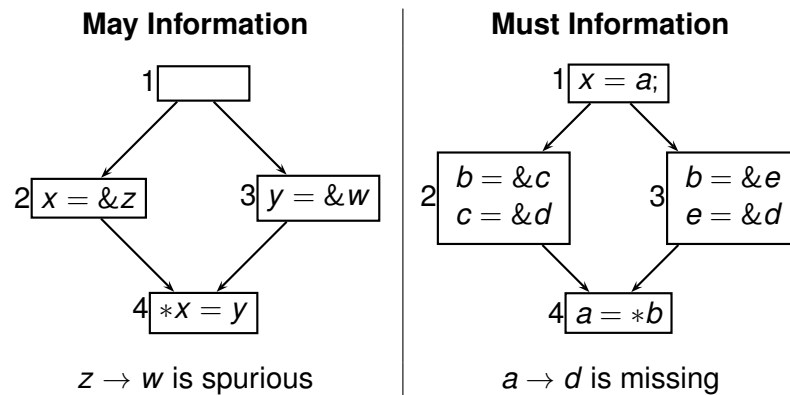 May Information
1
2 x = &z
3 y = &w
4 *x = y
z → w is spurious
Must Information
1 x = a;
2
b = &c
c = &d
3
b = &e
e = &d
4 a = *b
a → d is missing